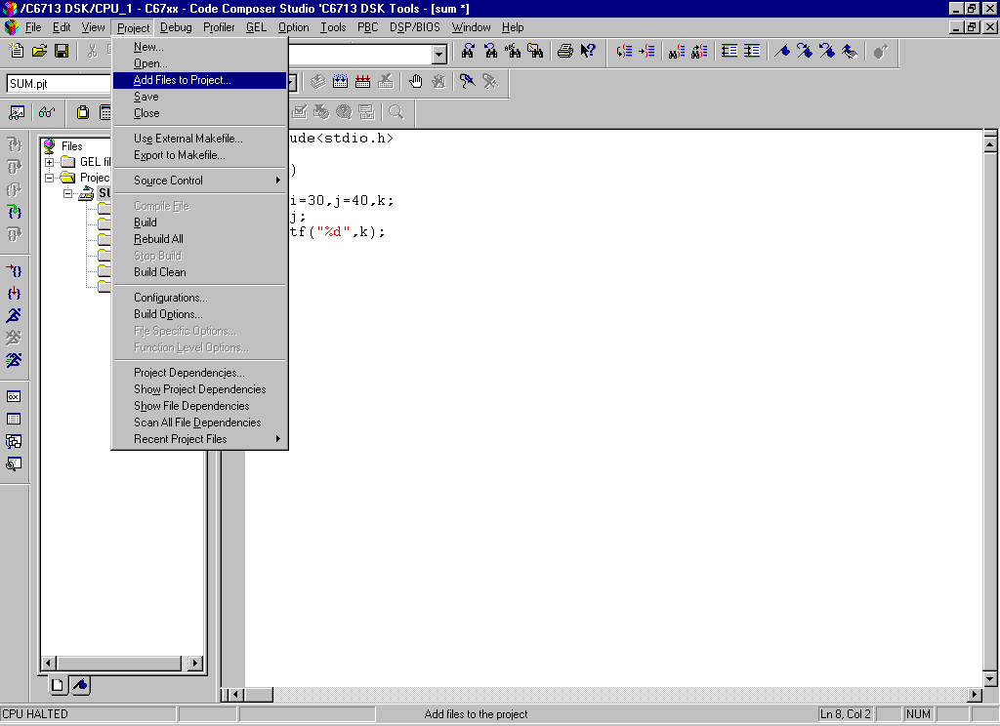 /C6713 DSK/CPU_1 - C67xx - Code Composer Studio 'C6713 DSK Tools - [sum *]
File Edit View Project Debug Profiler GEL Option Tools PBC DSP/BIOS Window Help
New...
Open...
Add Files to Project...
Save
Close
Use External Makefile...
Export to Makefile...
Source Control
Compile File
Build
Rebuild All
Stop Build
Build Clean
Configurations...
Build Options...
File Specific Options...
Function Level Options...
Project Dependencies...
Show Project Dependencies
Show File Dependencies
Scan All File Dependencies
Recent Project Files
SUM.pjt
Files
GEL fil
Projec
SU
ude<stdio.h>
)
i=30,j=40,k;
j;
tf("%d",k);
CPU HALTED
Add files to the project
Ln 8, Col 2
NUM